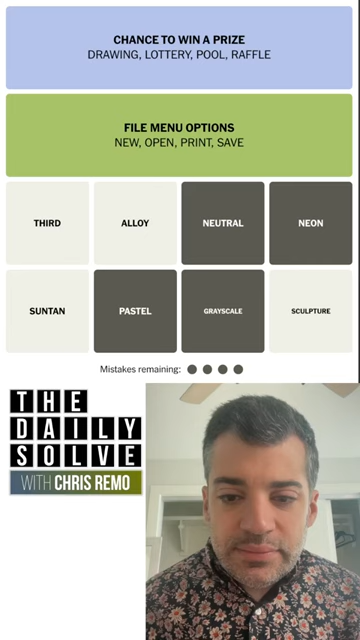 CHANCE TO WIN A PRIZE
DRAWING, LOTTERY, POOL, RAFFLE
FILE MENU OPTIONS
NEW, OPEN, PRINT, SAVE
THIRD ALLOY NEUTRAL NEON
SUNTAN PASTEL GRAYSCALE SCULPTURE
Mistakes remaining:
THE
DAILY
SOLVE
WITH CHRIS REMO